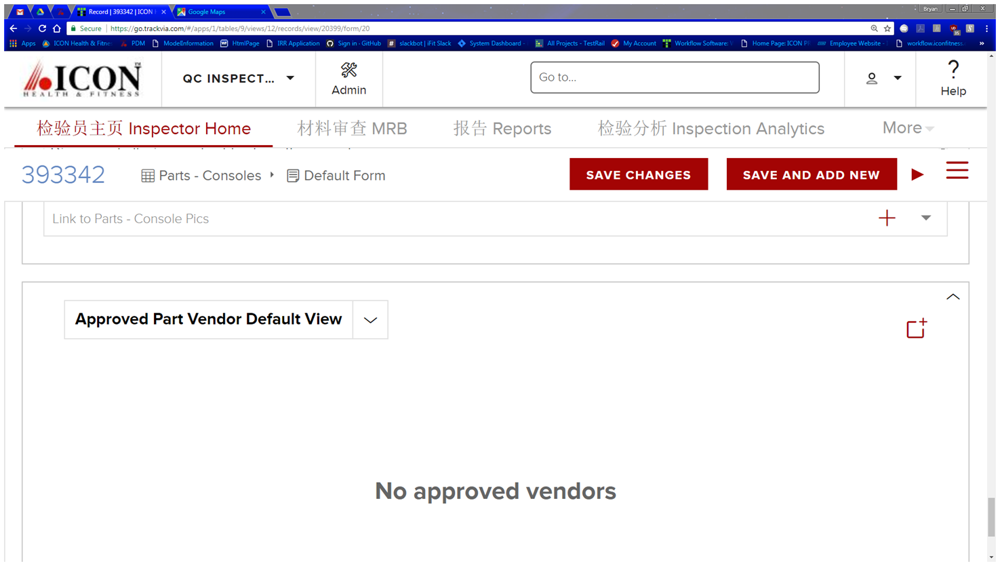 Bryan
Record | 393342 | ICON
Google Maps
Secure
https://go.trackvia.com/#/apps/1/tables/9/views/12/records/view/20399/form/20
Apps
ICON Health & Fitne
PDM
ModelInformation
HtmlPage
IRR Application
Sign in · GitHub
slackbot | iFit Slack
System Dashboard -
All Projects - TestRail
My Account
Workflow Software:
Home Page: ICON PR
Employee Website -
workflow.iconfitness.
»
ICON™
HEALTH & FITNESS
QC INSPECT...
Admin
Go to...
?
Help
检验员主页 Inspector Home
材料审查 MRB
报告 Reports
检验分析 Inspection Analytics
More
393342
Parts - Consoles
Default Form
SAVE CHANGES
SAVE AND ADD NEW
Link to Parts - Console Pics
Approved Part Vendor Default View
No approved vendors